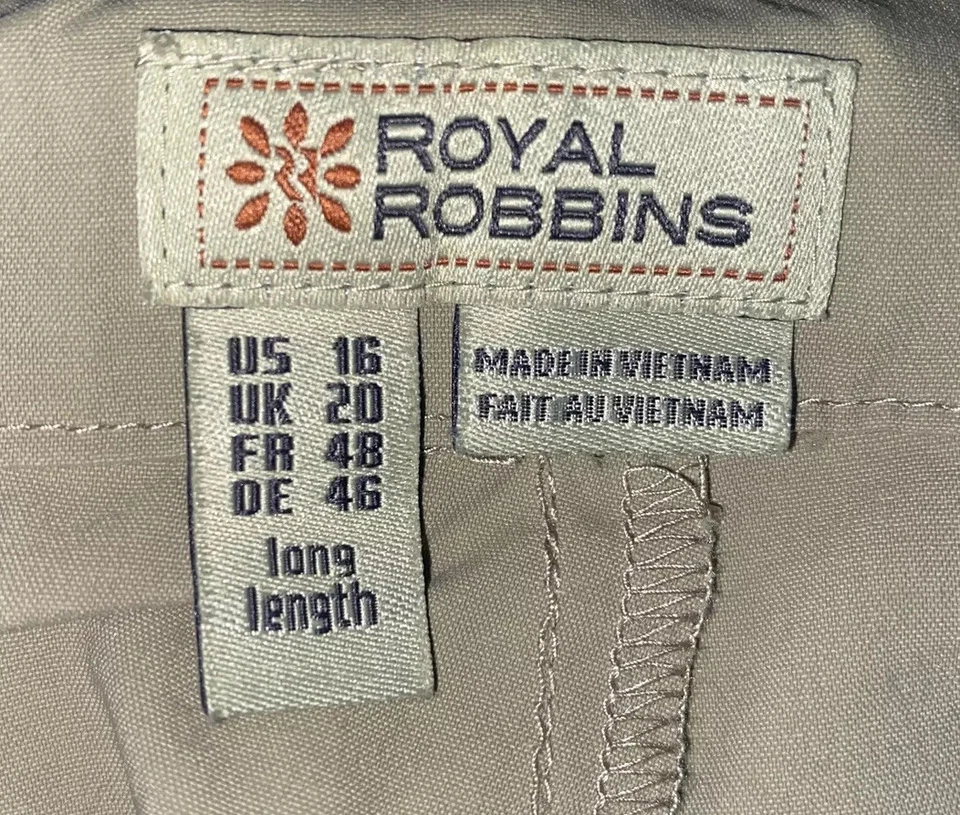 ROYAL
ROBBINS
US 16
UK 20
FR 48
DE 46
long
length
MADE IN VIETNAM
FAIT AU VIETNAM